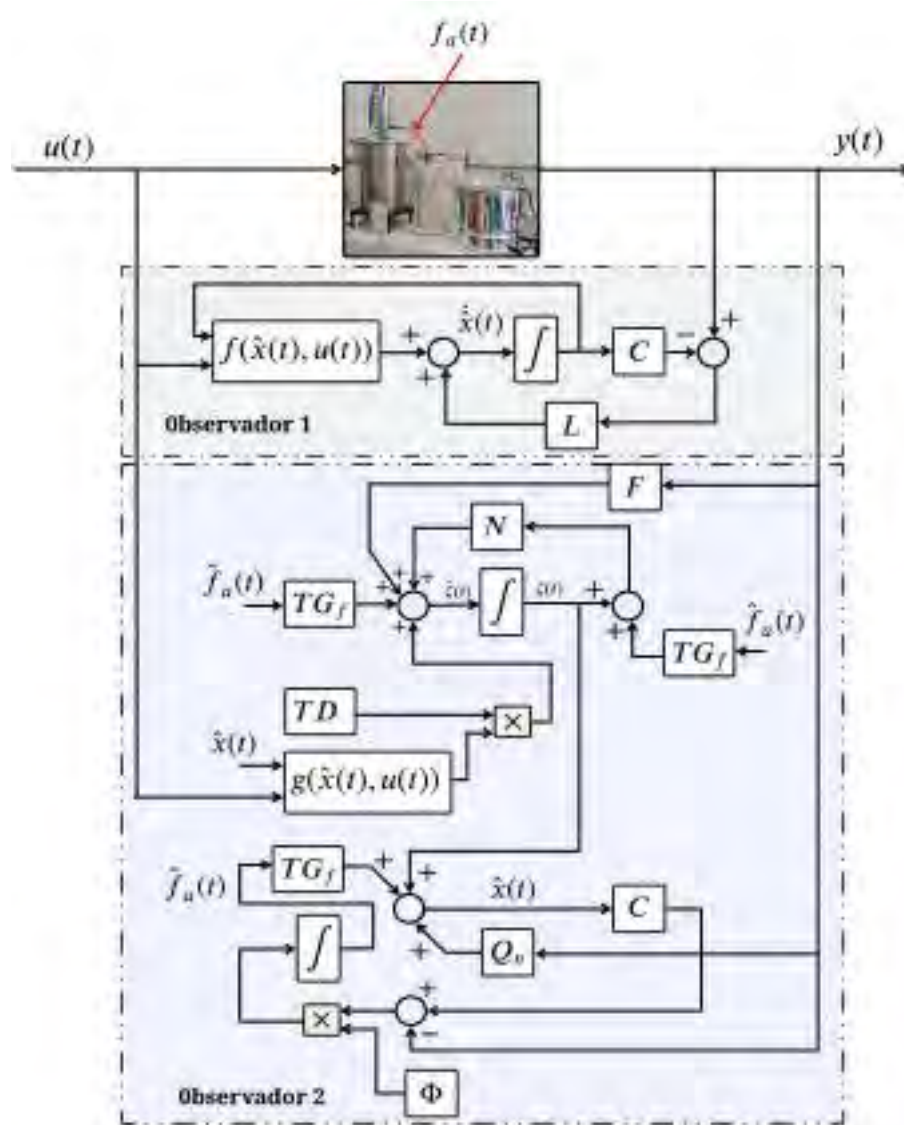 f_a(t)
u(t)
y(t)
f(x̂(t), u(t))
+
+
ẋ̂(t)
∫
C
−
+
L
Observador 1
F
N
f̂_a(t)
TG_f
+
+
+
+
ż(t)
∫
z(t)
+
+
TG_f
f̂_a(t)
TD
×
x̂(t)
g(x̂(t), u(t))
f̂_a(t)
TG_f
+
+
+
x̂(t)
C
∫
Q_o
×
+
−
Φ
Observador 2